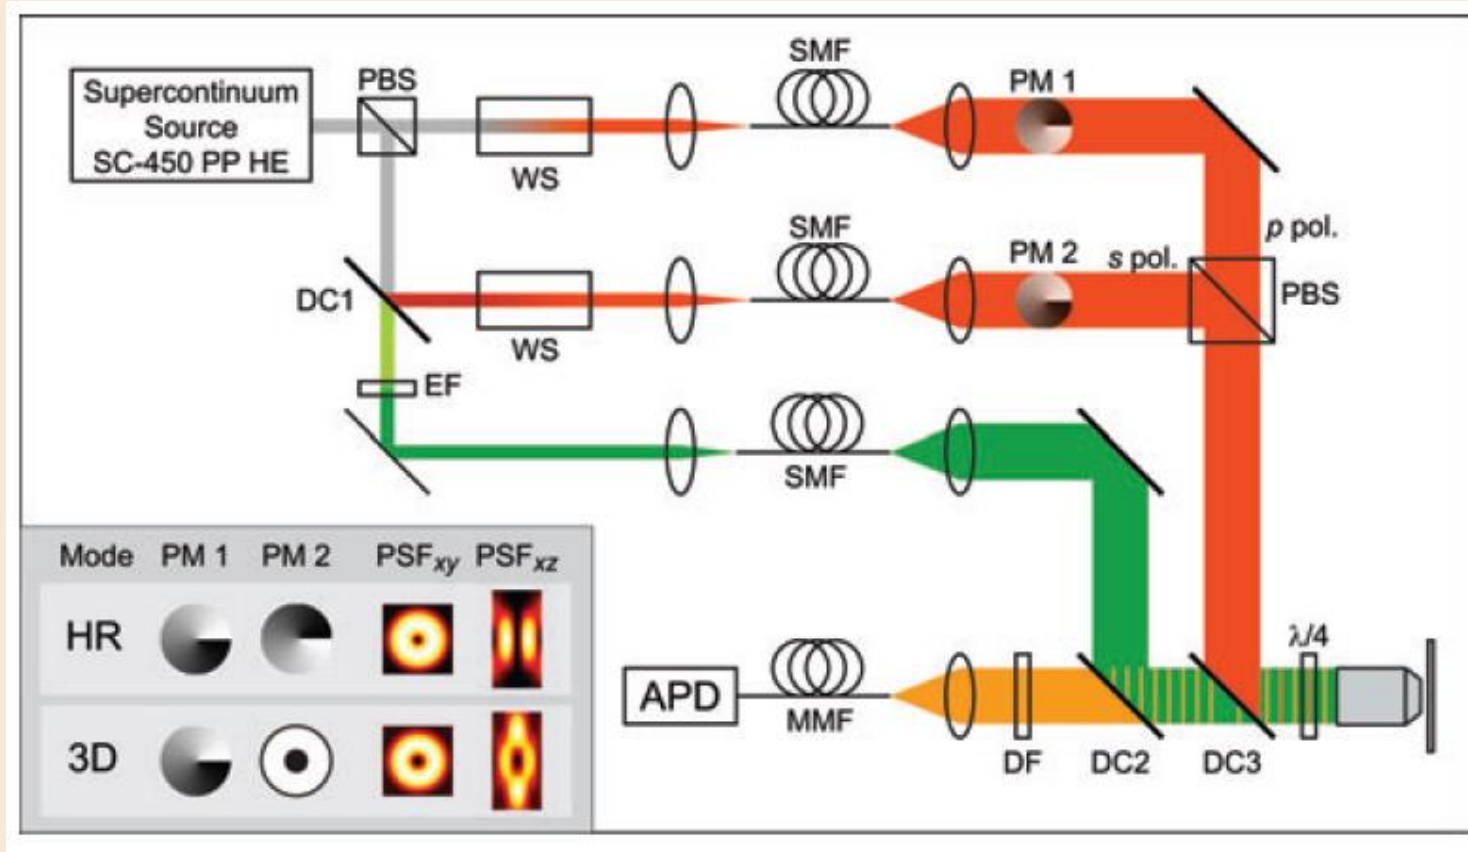 Supercontinuum
Source
SC-450 PP HE
PBS
WS
SMF
PM 1
p pol.
DC1
WS
SMF
PM 2
s pol.
PBS
EF
SMF
Mode PM 1 PM 2 PSFxy PSFxz
HR
3D
APD
MMF
DF
DC2
DC3
λ/4